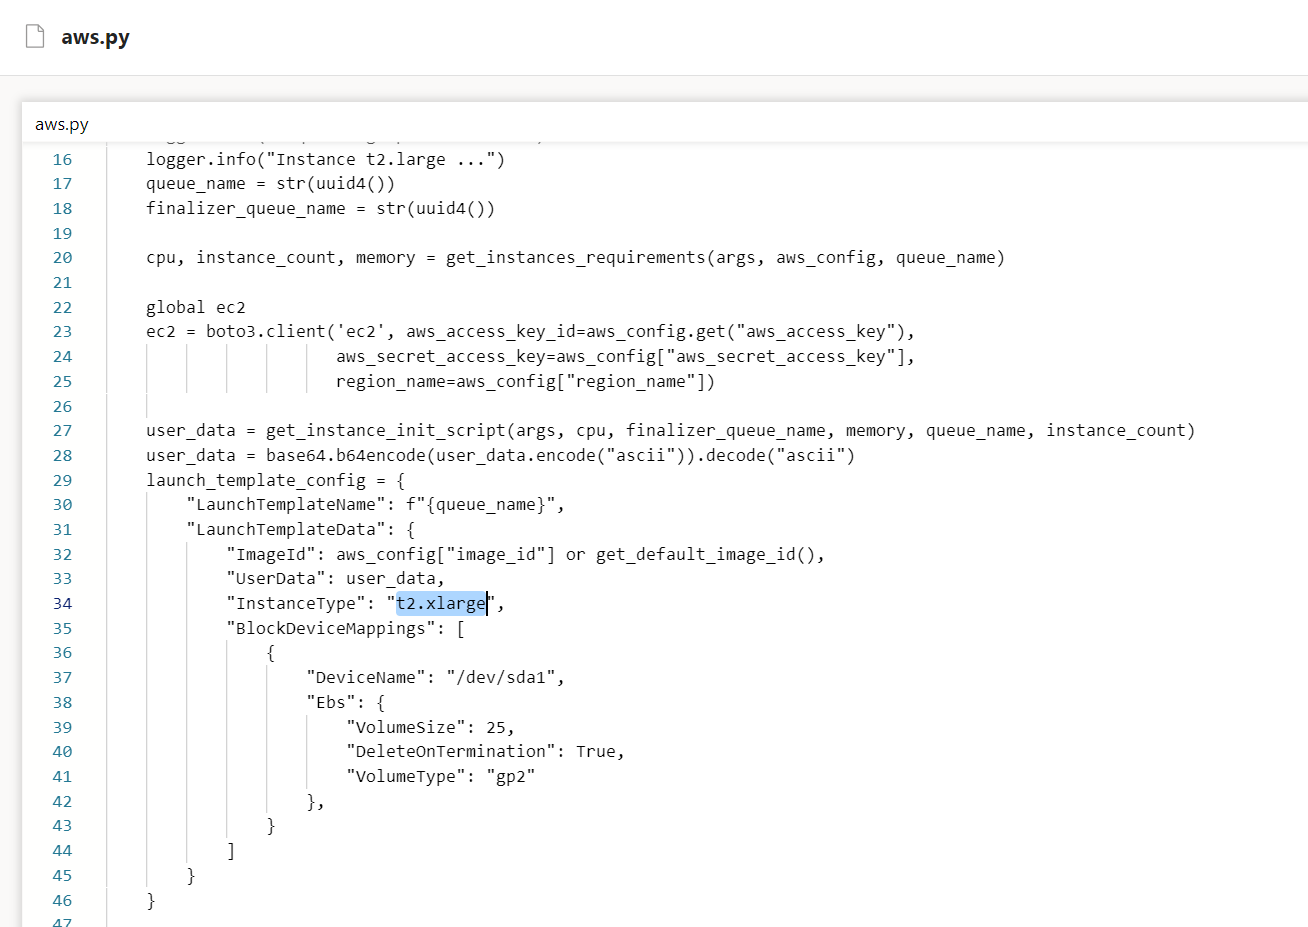 aws.py
aws.py
16 logger.info("Instance t2.large ...")
17 queue_name = str(uuid4())
18 finalizer_queue_name = str(uuid4())
19
20 cpu, instance_count, memory = get_instances_requirements(args, aws_config, queue_name)
21
22 global ec2
23 ec2 = boto3.client('ec2', aws_access_key_id=aws_config.get("aws_access_key"),
24 aws_secret_access_key=aws_config["aws_secret_access_key"],
25 region_name=aws_config["region_name"])
26
27 user_data = get_instance_init_script(args, cpu, finalizer_queue_name, memory, queue_name, instance_count)
28 user_data = base64.b64encode(user_data.encode("ascii")).decode("ascii")
29 launch_template_config = {
30 "LaunchTemplateName": f"{queue_name}",
31 "LaunchTemplateData": {
32 "ImageId": aws_config["image_id"] or get_default_image_id(),
33 "UserData": user_data,
34 "InstanceType": "t2.xlarge",
35 "BlockDeviceMappings": [
36 {
37 "DeviceName": "/dev/sda1",
38 "Ebs": {
39 "VolumeSize": 25,
40 "DeleteOnTermination": True,
41 "VolumeType": "gp2"
42 },
43 }
44 ]
45 }
46 }
47